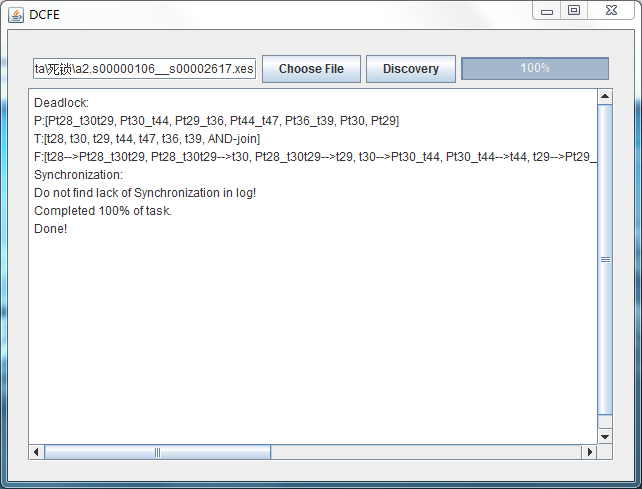 DCFE
ta\死锁\a2.s00000106__s00002617.xes
Choose File
Discovery
100%
Deadlock:
P:[Pt28_t30t29, Pt30_t44, Pt29_t36, Pt44_t47, Pt36_t39, Pt30, Pt29]
T:[t28, t30, t29, t44, t47, t36, t39, AND-join]
F:[t28-->Pt28_t30t29, Pt28_t30t29-->t30, Pt28_t30t29-->t29, t30-->Pt30_t44, Pt30_t44-->t44, t29-->Pt29_
Synchronization:
Do not find lack of Synchronization in log!
Completed 100% of task.
Done!